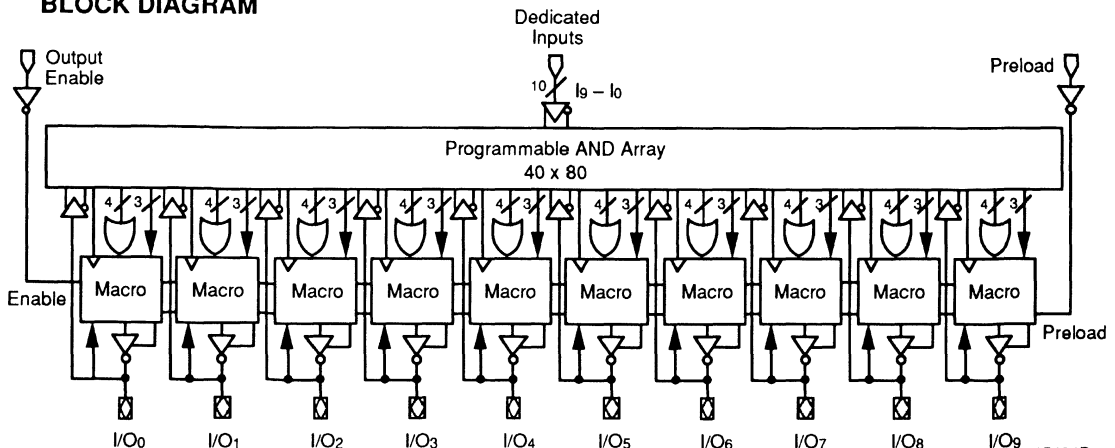 BLOCK DIAGRAM
Dedicated
Inputs
Output
Enable
Preload
10
I9 – I0
Programmable AND Array
40 x 80
4 3 4 3 4 3 4 3 4 3 4 3 4 3 4 3 4 3 4 3
Macro Macro Macro Macro Macro Macro Macro Macro Macro Macro
Enable
Preload
I/O0 I/O1 I/O2 I/O3 I/O4 I/O5 I/O6 I/O7 I/O8 I/O9